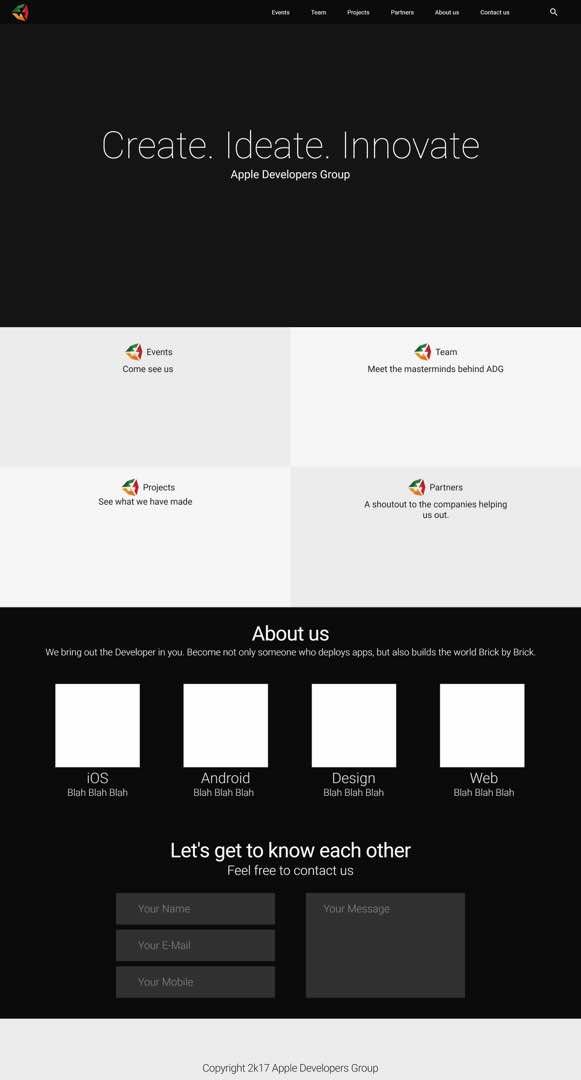 Events Team Projects Partners About us Contact us
Create. Ideate. Innovate
Apple Developers Group
Events
Come see us
Team
Meet the masterminds behind ADG
Projects
See what we have made
Partners
A shoutout to the companies helping
us out.
About us
We bring out the Developer in you. Become not only someone who deploys apps, but also builds the world Brick by Brick.
iOS
Blah Blah Blah
Android
Blah Blah Blah
Design
Blah Blah Blah
Web
Blah Blah Blah
Let's get to know each other
Feel free to contact us
Your Name
Your E-Mail
Your Mobile
Your Message
Copyright 2k17 Apple Developers Group